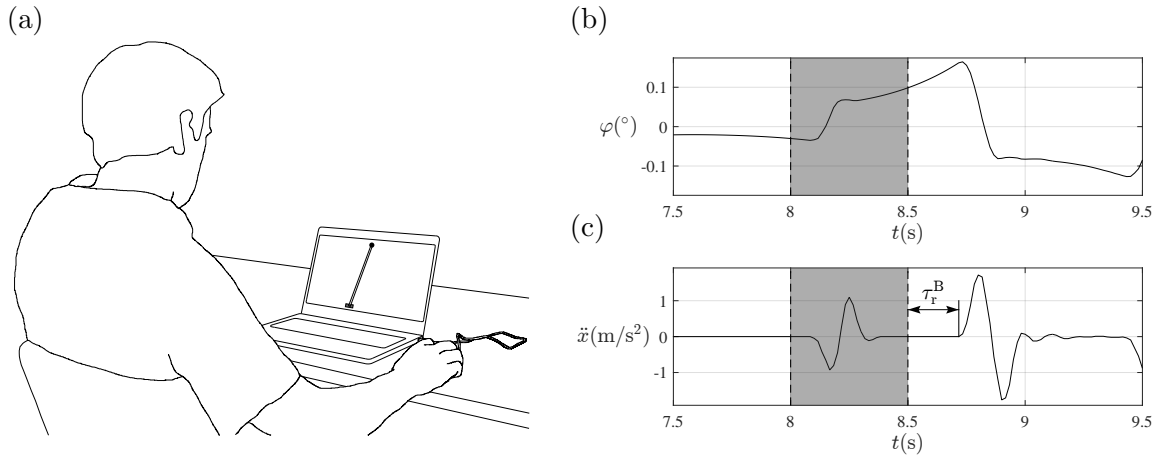 (a)
(b)
0.1
φ(°)
0
-0.1
7.5 8 8.5 9 9.5
t(s)
(c)
τ_r^B
1
ẍ(m/s²)
0
-1
7.5 8 8.5 9 9.5
t(s)